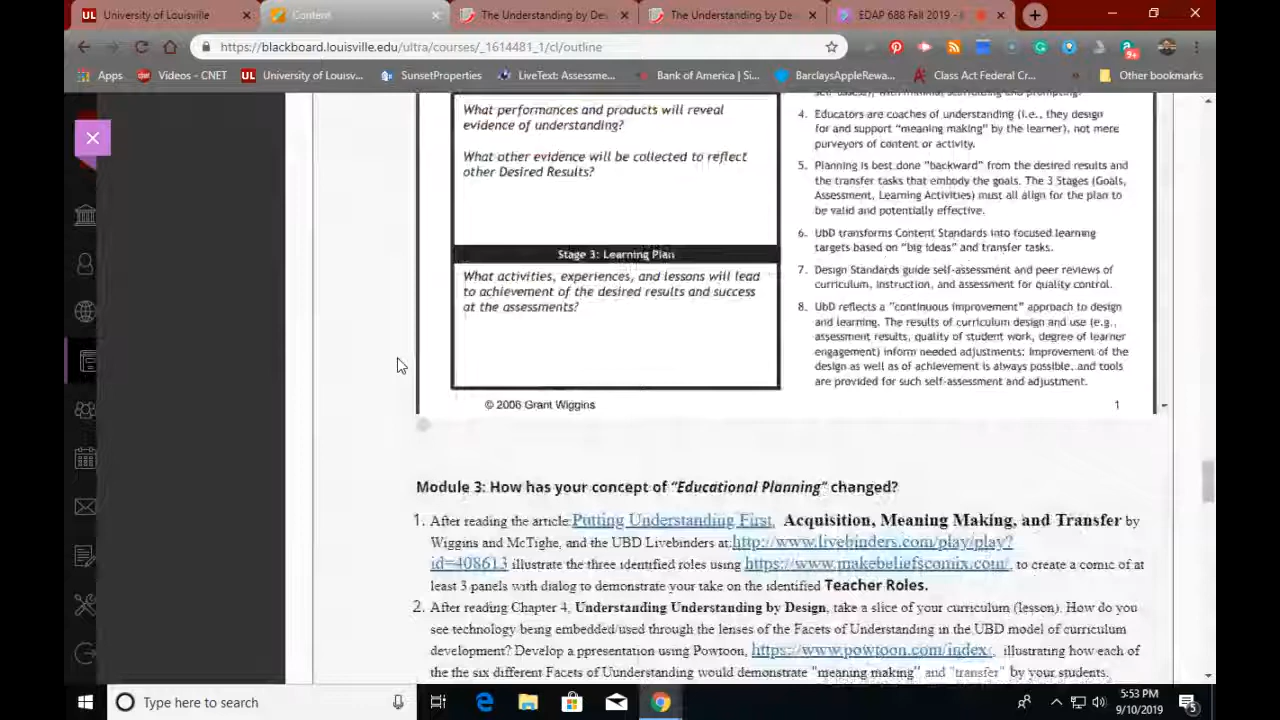 University of Louisville
Content
The Understanding by Des
The Understanding by Des
EDAP 688 Fall 2019 -
https://blackboard.louisville.edu/ultra/courses/_1614481_1/cl/outline
9+
Apps
Videos - CNET
University of Louisv...
SunsetProperties
LiveText: Assessme...
Bank of America | Si...
BarclaysAppleRewa...
Class Act Federal Cr...
»
Other bookmarks
What performances and products will reveal
evidence of understanding?
What other evidence will be collected to reflect
other Desired Results?
Stage 3: Learning Plan
What activities, experiences, and lessons will lead
to achievement of the desired results and success
at the assessments?
© 2006 Grant Wiggins
4. Educators are coaches of understanding (i.e., they design
for and support "meaning making" by the learner), not mere
purveyors of content or activity.
5. Planning is best done "backward" from the desired results and
the transfer tasks that embody the goals. The 3 Stages (Goals,
Assessment, Learning Activities) must all align for the plan to
be valid and potentially effective.
6. UbD transforms Content Standards into focused learning
targets based on "big ideas" and transfer tasks.
7. Design Standards guide self-assessment and peer reviews of
curriculum, instruction, and assessment for quality control.
8. UbD reflects a "continuous improvement" approach to design
and learning. The results of curriculum design and use (e.g.,
assessment results, quality of student work, degree of learner
engagement) inform needed adjustments; improvement of the
design as well as of achievement is always possible, and tools
are provided for such self-assessment and adjustment.
1
Module 3: How has your concept of "Educational Planning" changed?
1. After reading the article: Putting Understanding First, Acquisition, Meaning Making, and Transfer by
Wiggins and McTighe, and the UBD Livebinders at: http://www.livebinders.com/play/play?
id=408613 illustrate the three identified roles using https://www.makebeliefscomix.com/, to create a comic of at
least 3 panels with dialog to demonstrate your take on the identified Teacher Roles.
2. After reading Chapter 4, Understanding Understanding by Design, take a slice of your curriculum (lesson). How do you
see technology being embedded/used through the lenses of the Facets of Understanding in the UBD model of curriculum
development? Develop a ppresentation using Powtoon, https://www.powtoon.com/index/, illustrating how each of
the the six different Facets of Uunderstanding would demonstrate "meaning making" and "transfer" by your students.
Type here to search
5:53 PM
9/10/2019
5